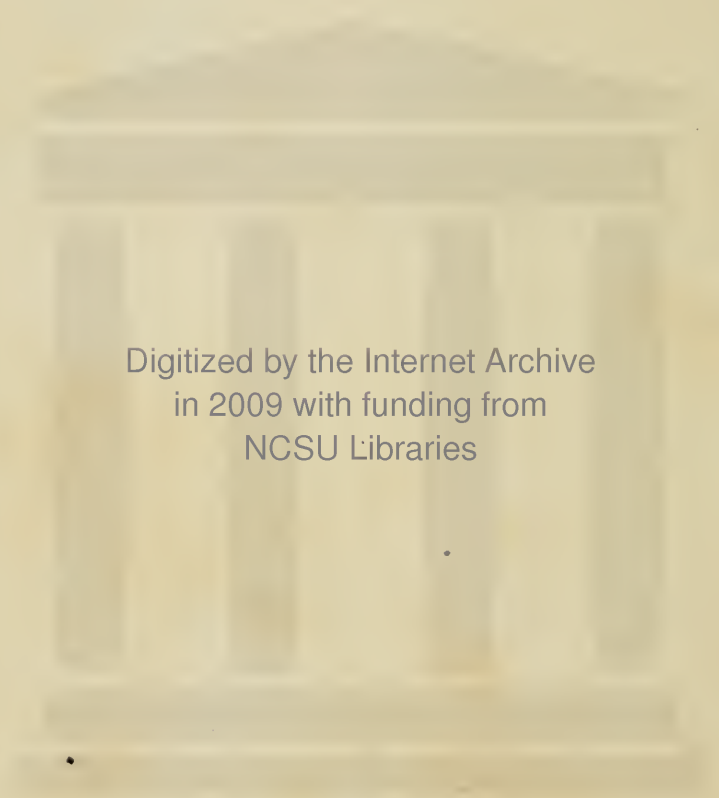 Digitized by the Internet Archive
in 2009 with funding from
NCSU Libraries